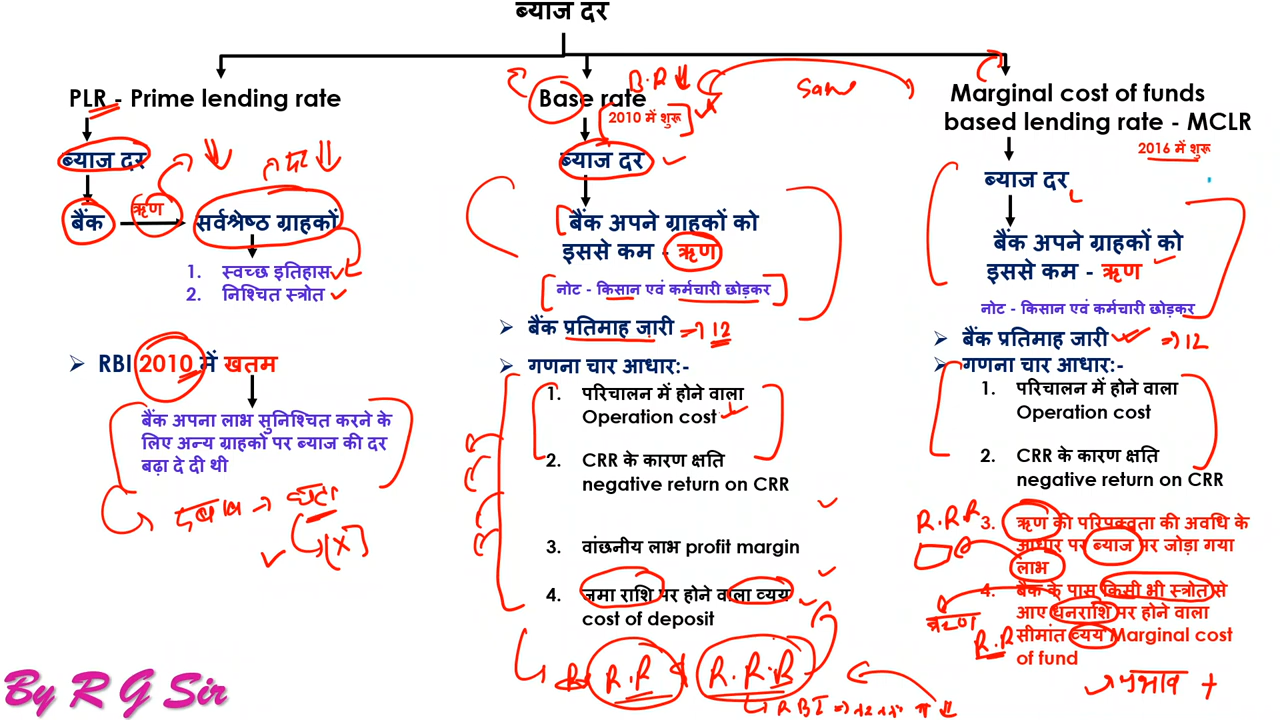 ब्याज दर
PLR - Prime lending rate
ब्याज दर
दर
बैंक
ऋण
सर्वश्रेष्ठ ग्राहकों
1. स्वच्छ इतिहास
2. निश्चित स्त्रोत
➤ RBI 2010 में खतम
बैंक अपना लाभ सुनिश्चित करने के
लिए अन्य ग्राहकों पर ब्याज की दर
बढ़ा दे दी थी
By R G Sir
B.R
Same
Base rate
2010 में शुरू
ब्याज दर
बैंक अपने ग्राहकों को
इससे कम - ऋण
नोट - किसान एवं कर्मचारी छोड़कर
➤ बैंक प्रतिमाह जारी => 12
➤ गणना चार आधार:-
1. परिचालन में होने वाला
Operation cost
2. CRR के कारण क्षति
negative return on CRR
3. वांछनीय लाभ profit margin
4. जमा राशि पर होने वाला व्यय
cost of deposit
R.R
R.R.R
RBI =>
Marginal cost of funds
based lending rate - MCLR
2016 में शुरू
ब्याज दर
बैंक अपने ग्राहकों को
इससे कम - ऋण
नोट - किसान एवं कर्मचारी छोड़कर
➤ बैंक प्रतिमाह जारी => 12
➤ गणना चार आधार:-
1. परिचालन में होने वाला
Operation cost
2. CRR के कारण क्षति
negative return on CRR
R.R.R
3. ऋण की परिपक्वता की अवधि के
आधार पर ब्याज पर जोड़ा गया
लाभ
4. बैंक के पास किसी भी स्त्रोत से
आए धनराशि पर होने वाला
सीमांत व्यय Marginal cost
of fund
R.R
प्रभाव +